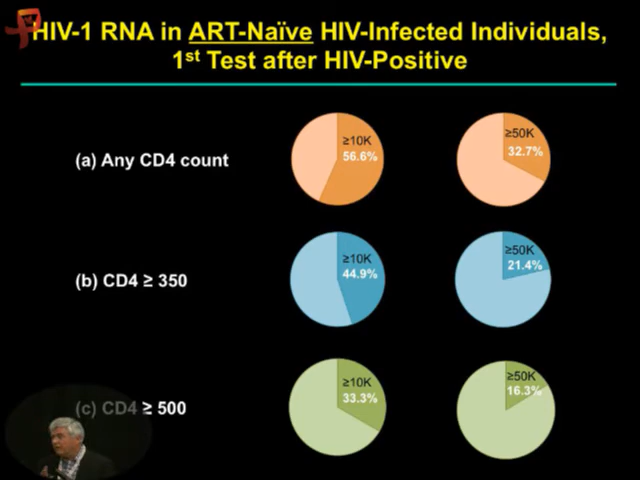 HIV-1 RNA in ART-Naïve HIV-Infected Individuals,
1st Test after HIV-Positive
(a) Any CD4 count
≥10K
56.6%
≥50K
32.7%
(b) CD4 ≥ 350
≥10K
44.9%
≥50K
21.4%
(c) CD4 ≥ 500
≥10K
33.3%
≥50K
16.3%